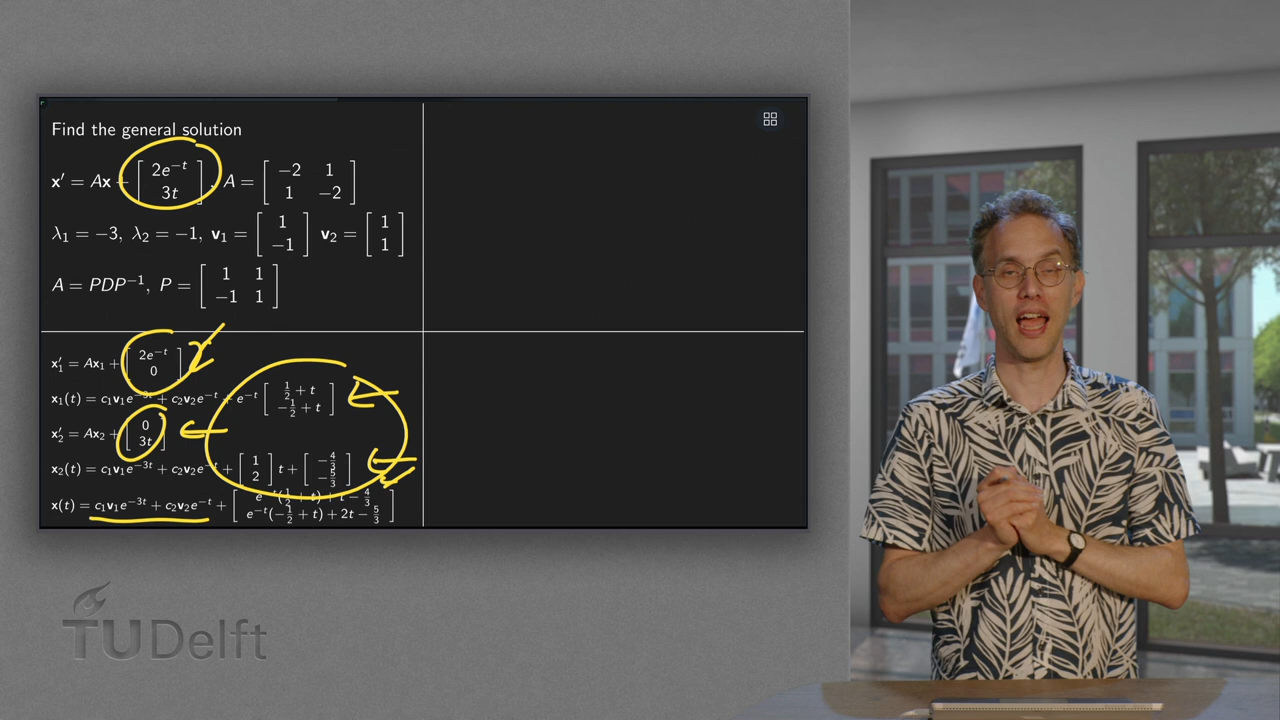 Find the general solution
x′ = Ax + [ 2e⁻ᵗ 3t ], A = [ −2 1 1 −2 ]
λ₁ = −3, λ₂ = −1, v₁ = [ 1 −1 ] v₂ = [ 1 1 ]
A = PDP⁻¹, P = [ 1 1 −1 1 ]
x′₁ = Ax₁ + [ 2e⁻ᵗ 0 ]
x₁(t) = c₁v₁e⁻³ᵗ + c₂v₂e⁻ᵗ + e⁻ᵗ [ ½ + t −½ + t ]
x′₂ = Ax₂ + [ 0 3t ]
x₂(t) = c₁v₁e⁻³ᵗ + c₂v₂e⁻ᵗ + [ 1 2 ] t + [ −4/3 −5/3 ]
x(t) = c₁v₁e⁻³ᵗ + c₂v₂e⁻ᵗ + [ e⁻ᵗ(½ + t) + t − 4/3 e⁻ᵗ(−½ + t) + 2t − 5/3 ]
TUDelft